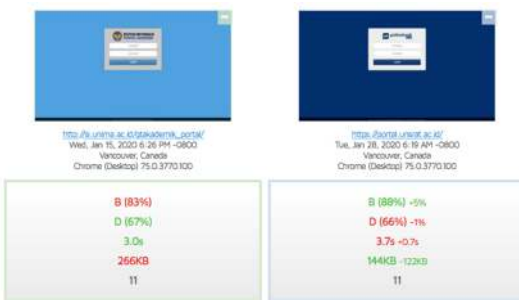 http://si.unima.ac.id/gtakademik_portal/
Wed, Jan 15, 2020 6:26 PM -0800
Vancouver, Canada
Chrome (Desktop) 75.0.3770.100
B (83%)
D (67%)
3.0s
266KB
11
https://portal.unwat.ac.id/
Tue, Jan 28, 2020 6:19 AM -0800
Vancouver, Canada
Chrome (Desktop) 75.0.3770.100
B (88%) +5%
D (66%) -1%
3.7s +0.7s
144KB -122KB
11